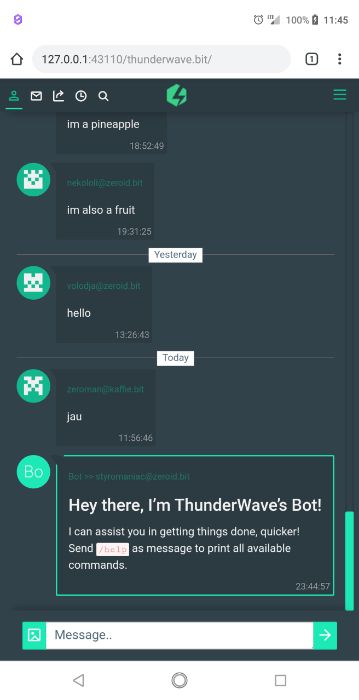 100% 11:45
127.0.0.1:43110/thunderwave.bit/
1
im a pineapple
18:52:49
nekololi@zeroid.bit
im also a fruit
19:31:25
Yesterday
volodja@zeroid.bit
hello
13:26:43
Today
zeroman@kaffie.bit
jau
11:56:46
Bo
Bot >> styromaniac@zeroid.bit
Hey there, I'm ThunderWave's Bot!
I can assist you in getting things done, quicker!
Send /help as message to print all available
commands.
23:44:57
Message..